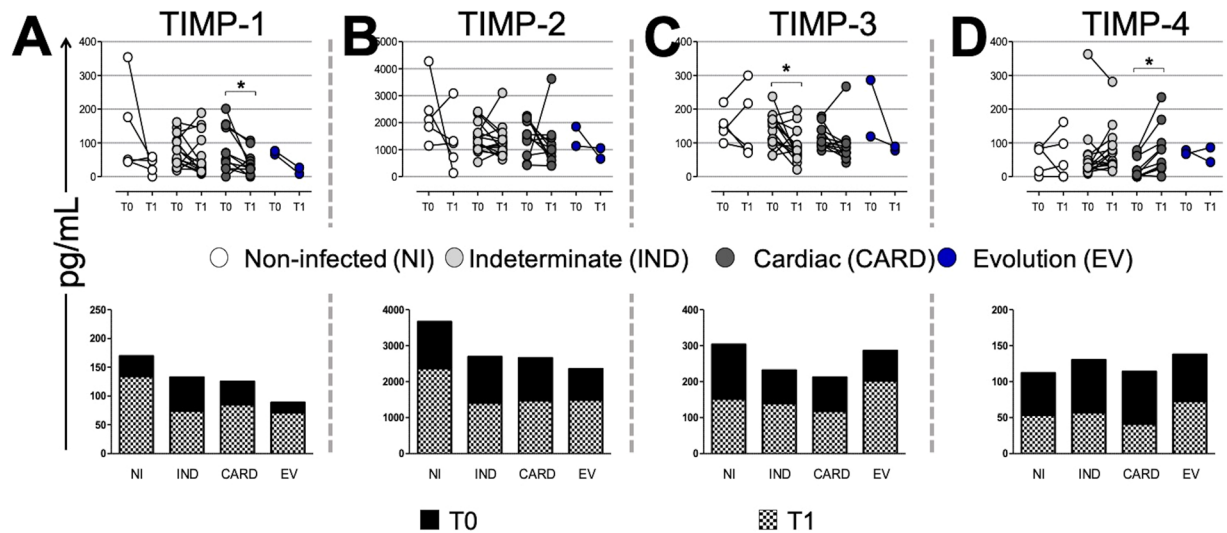 A TIMP-1 B TIMP-2 C TIMP-3 D TIMP-4
400 300 200 100 0
5000 4000 3000 2000 1000 0
400 300 200 100 0
400 300 200 100 0
* * *
T0 T1 T0 T1 T0 T1 T0 T1
T0 T1 T0 T1 T0 T1 T0 T1
T0 T1 T0 T1 T0 T1 T0 T1
T0 T1 T0 T1 T0 T1 T0 T1
pg/mL
Non-infected (NI) Indeterminate (IND) Cardiac (CARD) Evolution (EV)
250 200 150 100 50 0
4000 3000 2000 1000 0
400 300 200 100 0
200 150 100 50 0
NI IND CARD EV
NI IND CARD EV
NI IND CARD EV
NI IND CARD EV
T0 T1